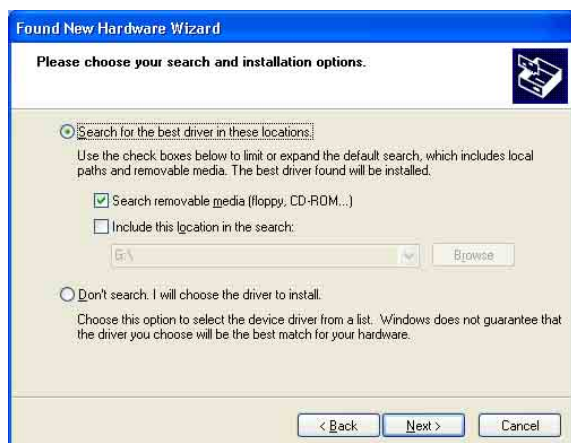 Found New Hardware Wizard
Please choose your search and installation options.
Search for the best driver in these locations.
Use the check boxes below to limit or expand the default search, which includes local
paths and removable media. The best driver found will be installed.
Search removable media (floppy, CD-ROM...)
Include this location in the search:
G:\
Browse
Don't search. I will choose the driver to install.
Choose this option to select the device driver from a list. Windows does not guarantee that
the driver you choose will be the best match for your hardware.
< Back Next > Cancel